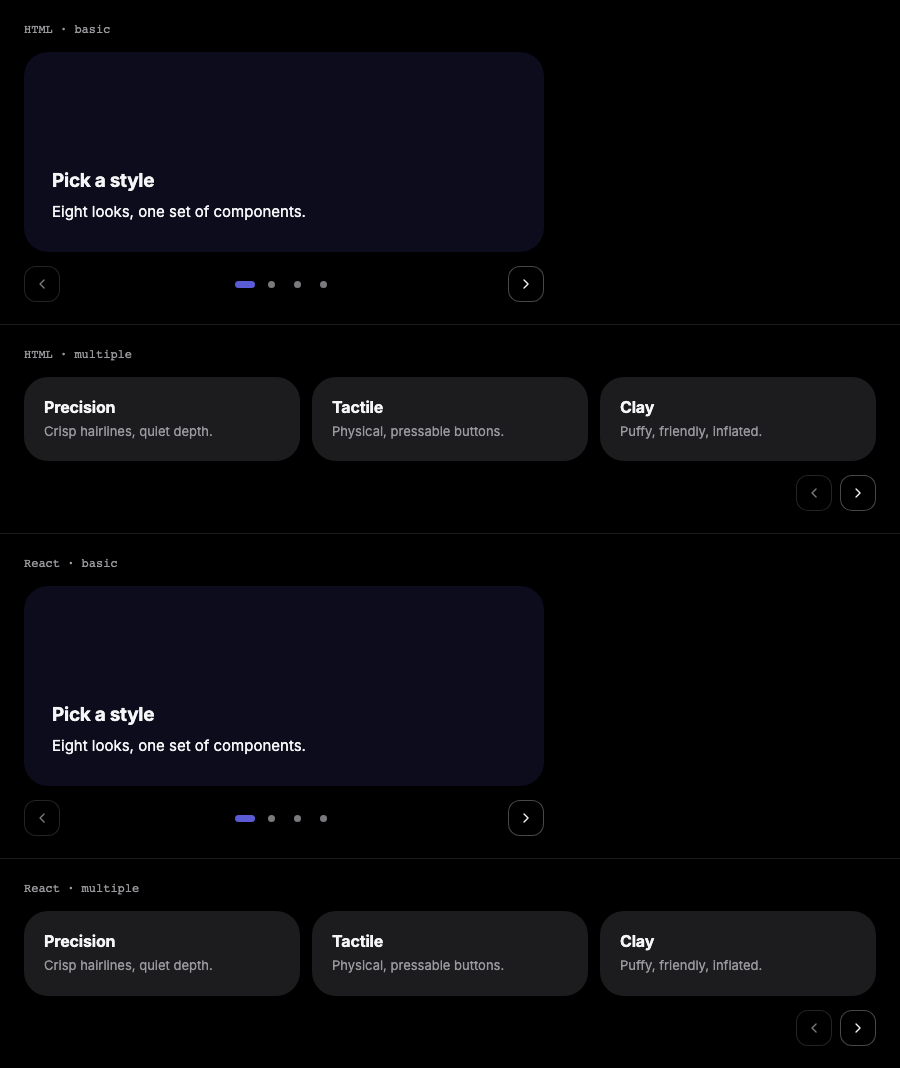 HTML · basic
Pick a style
Eight looks, one set of components.
HTML · multiple
Precision
Crisp hairlines, quiet depth.
Tactile
Physical, pressable buttons.
Clay
Puffy, friendly, inflated.
React · basic
Pick a style
Eight looks, one set of components.
React · multiple
Precision
Crisp hairlines, quiet depth.
Tactile
Physical, pressable buttons.
Clay
Puffy, friendly, inflated.